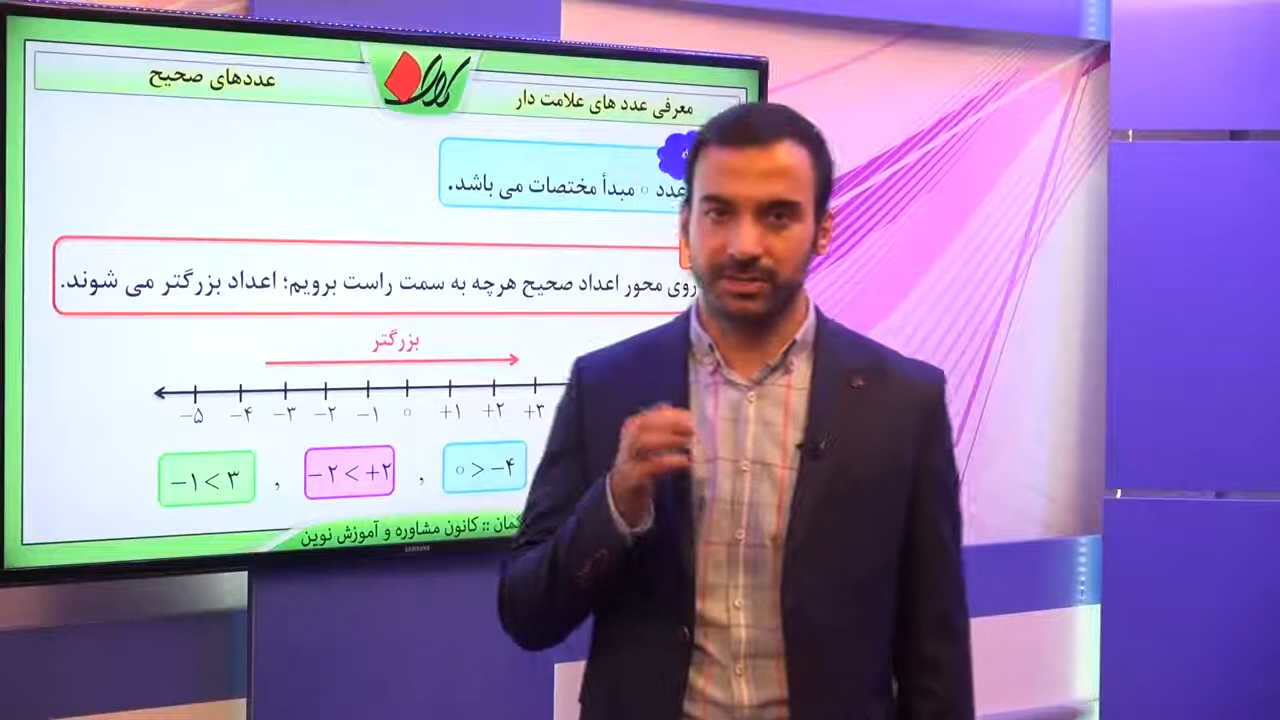 معرفی عدد های علامت دار
عددهای صحیح
عدد ۰ مبدأ مختصات می باشد.
روی محور اعداد صحیح هرچه به سمت راست برویم؛ اعداد بزرگتر می شوند.
بزرگتر
−۵ −۴ −۳ −۲ −۱ ۰ +۱ +۲ +۳
−۱ < ۳ , −۲ < +۲ , ۰ > −۴
:: کانون مشاوره و آموزش نوین
SAMSUNG